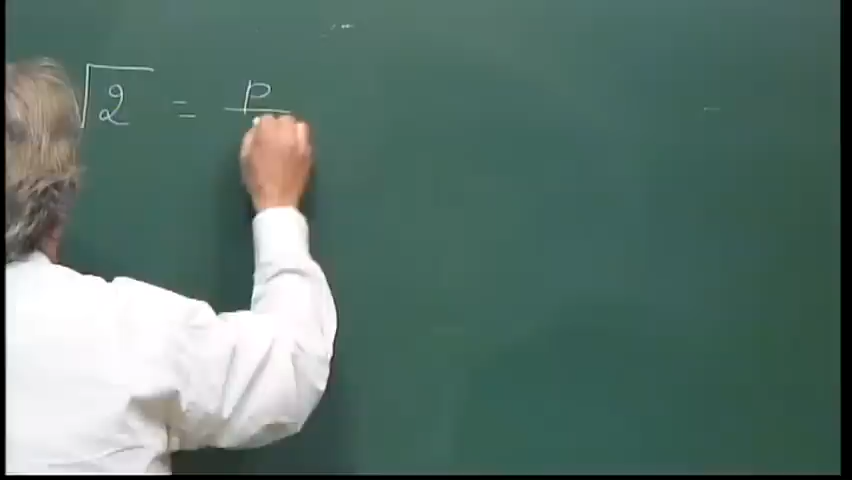 √2 = P/